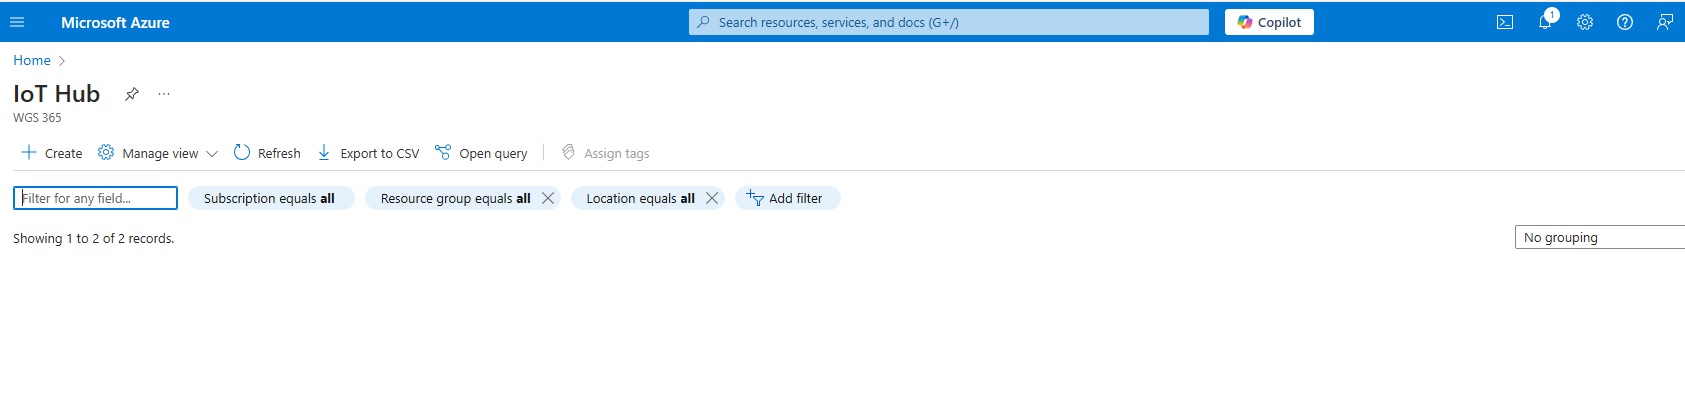 Microsoft Azure
Search resources, services, and docs (G+/)
Copilot
1
Home
IoT Hub
WGS 365
Create
Manage view
Refresh
Export to CSV
Open query
Assign tags
Filter for any field...
Subscription equals all
Resource group equals all
Location equals all
Add filter
Showing 1 to 2 of 2 records.
No grouping